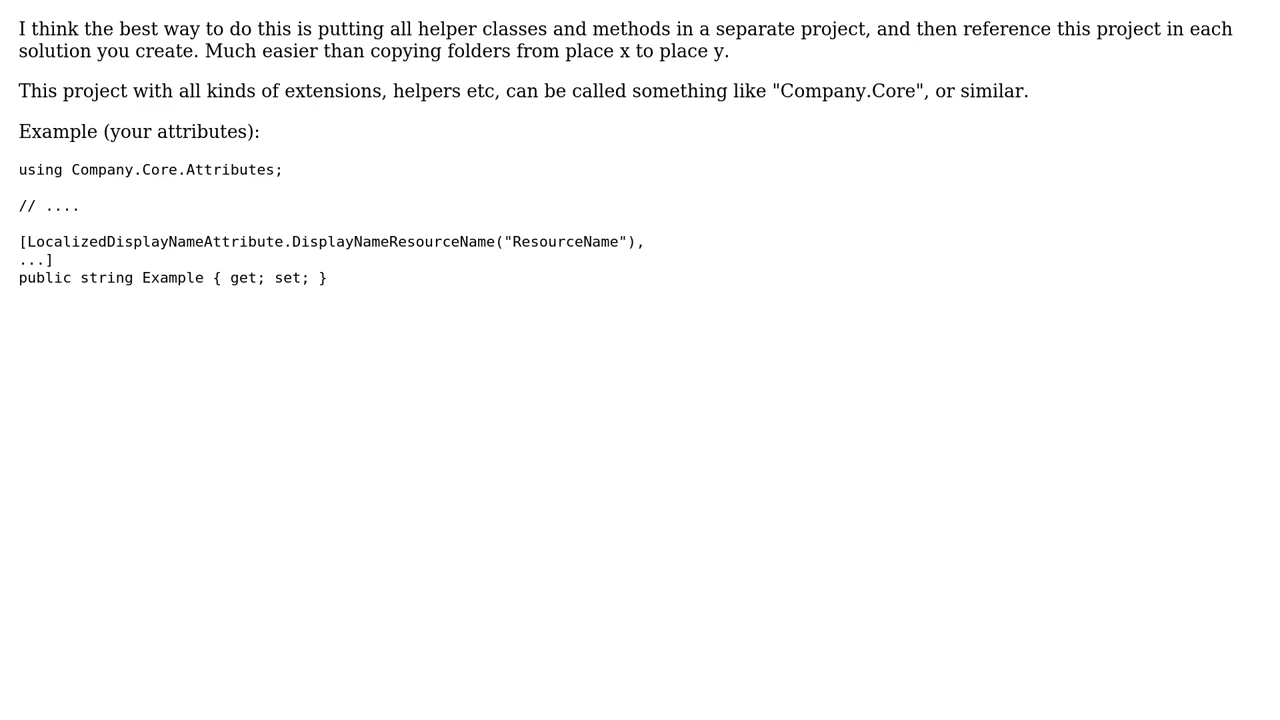 I think the best way to do this is putting all helper classes and methods in a separate project, and then reference this project in each
solution you create. Much easier than copying folders from place x to place y.
This project with all kinds of extensions, helpers etc, can be called something like "Company.Core", or similar.
Example (your attributes):
using Company.Core.Attributes;
// ....
[LocalizedDisplayNameAttribute.DisplayNameResourceName("ResourceName"),
...]
public string Example { get; set; }